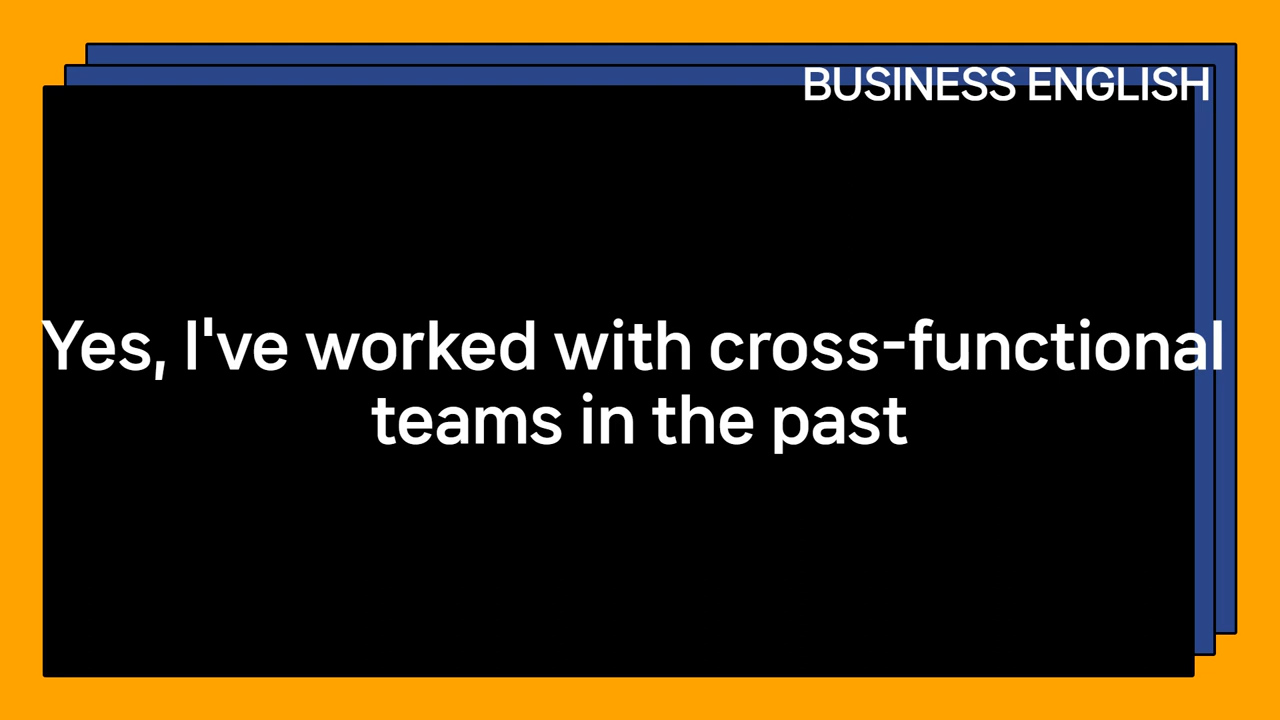 BUSINESS ENGLISH
Yes, I've worked with cross-functional
teams in the past